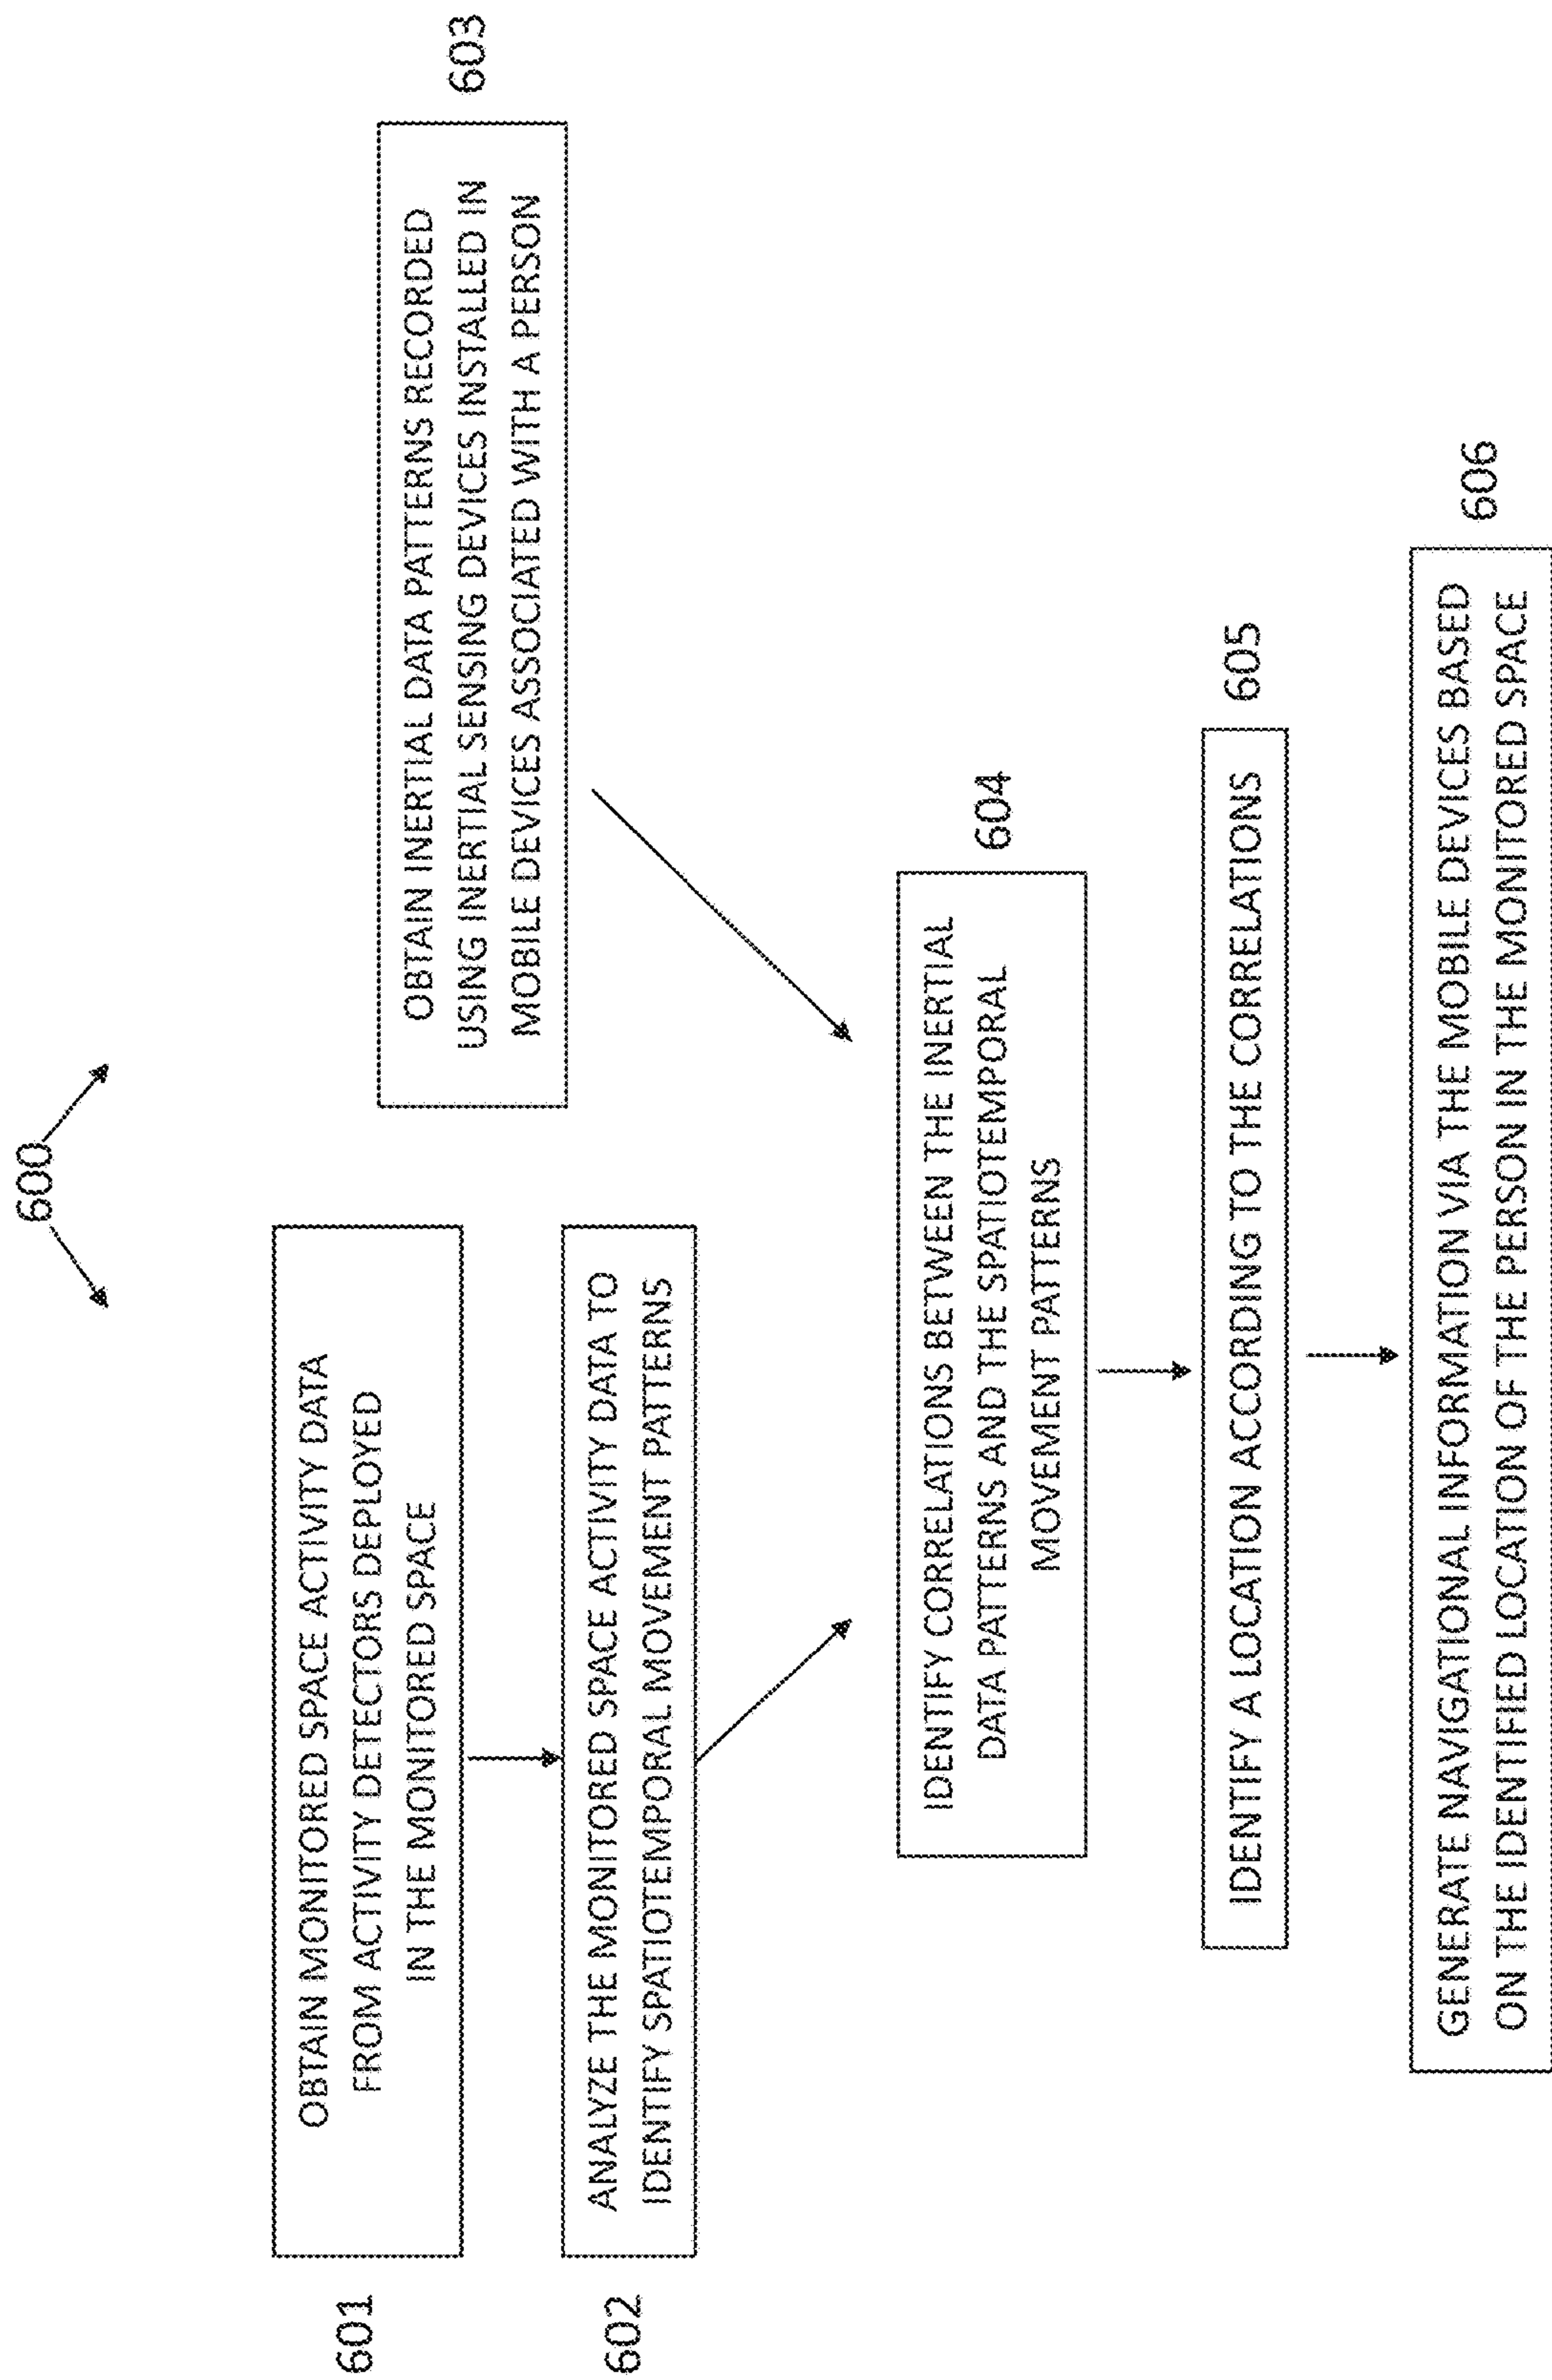 600
601
OBTAIN MONITORED SPACE ACTIVITY DATA
FROM ACTIVITY DETECTORS DEPLOYED
IN THE MONITORED SPACE
602
ANALYZE THE MONITORED SPACE ACTIVITY DATA TO
IDENTIFY SPATIOTEMPORAL MOVEMENT PATTERNS
OBTAIN INERTIAL DATA PATTERNS RECORDED
USING INERTIAL SENSING DEVICES INSTALLED IN
MOBILE DEVICES ASSOCIATED WITH A PERSON
603
IDENTIFY CORRELATIONS BETWEEN THE INERTIAL
DATA PATTERNS AND THE SPATIOTEMPORAL
MOVEMENT PATTERNS
604
IDENTIFY A LOCATION ACCORDING TO THE CORRELATIONS
605
GENERATE NAVIGATIONAL INFORMATION VIA THE MOBILE DEVICES BASED
ON THE IDENTIFIED LOCATION OF THE PERSON IN THE MONITORED SPACE
606